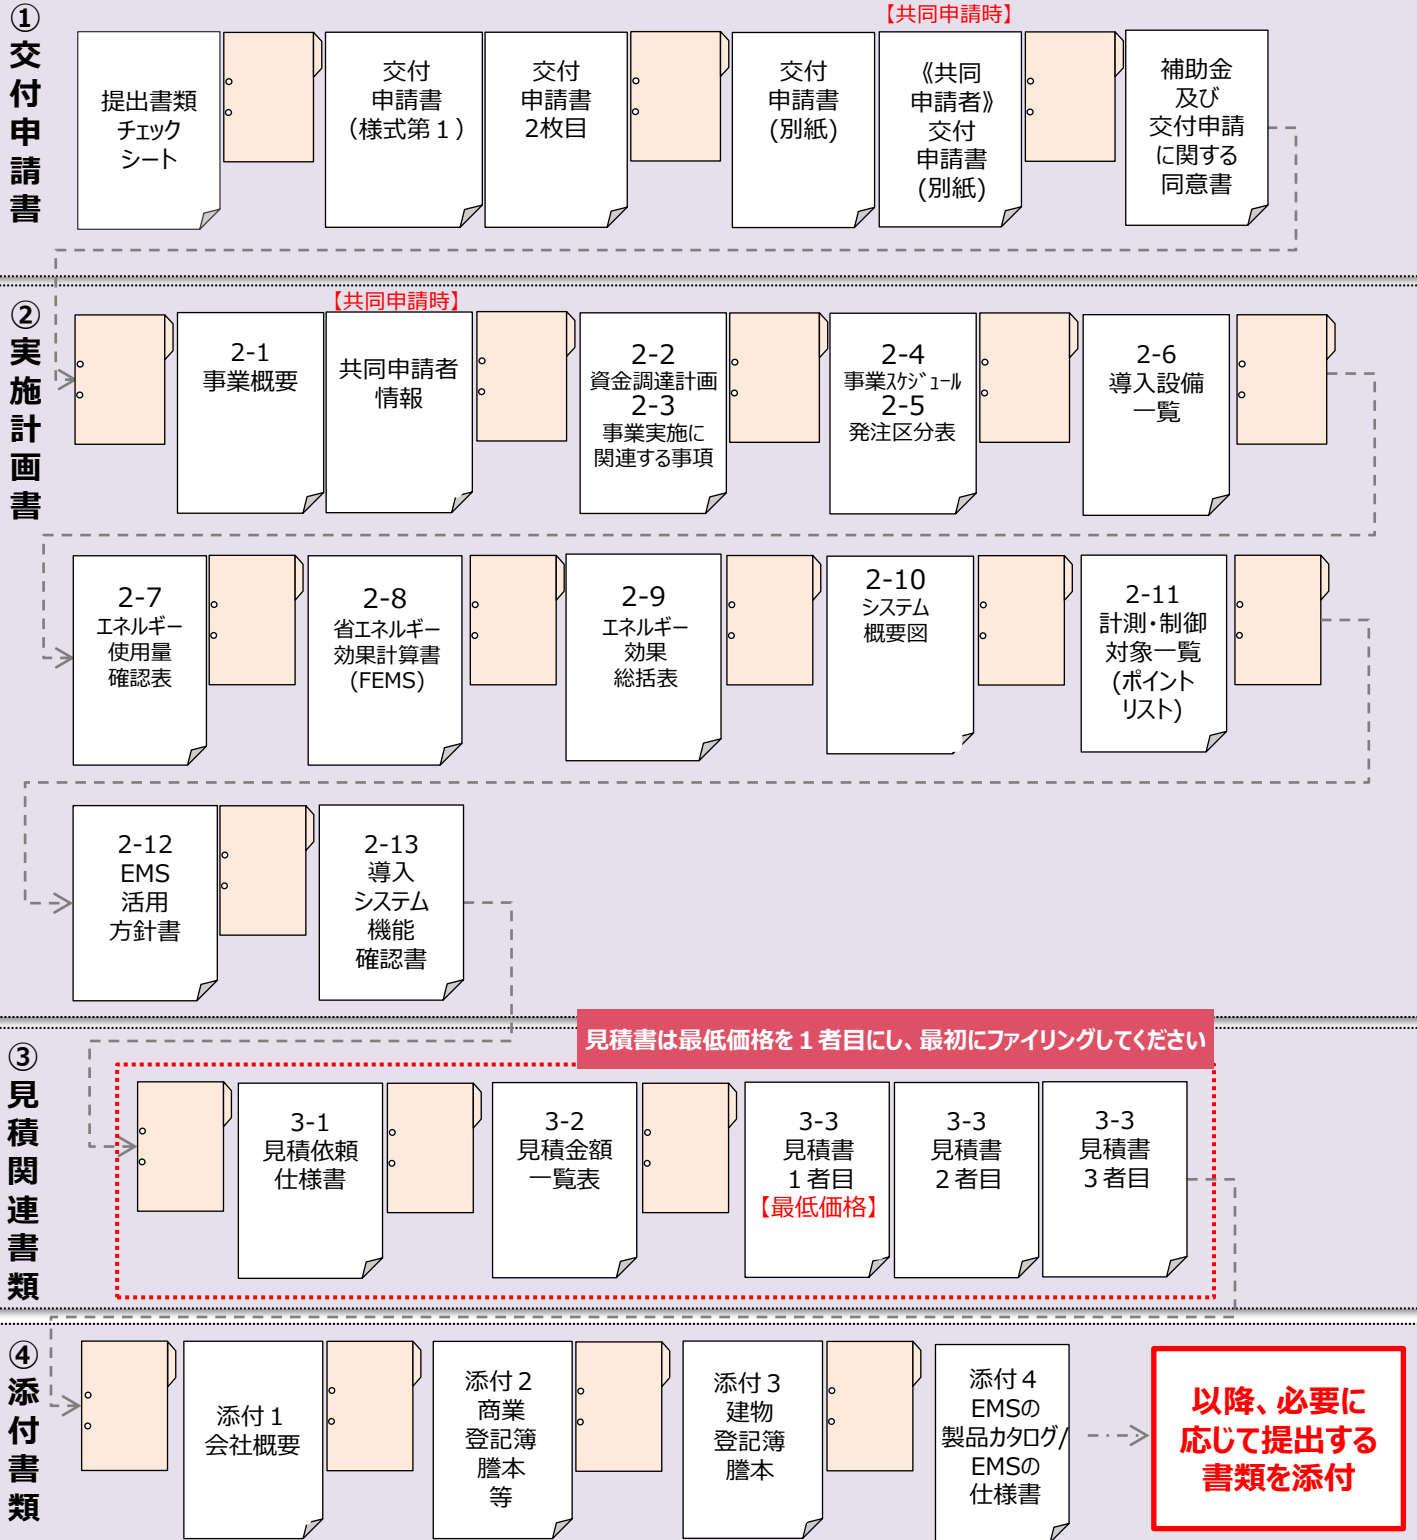 ①交付申請書
【共同申請時】
提出書類
チェック
シート
交付
申請書
（様式第１）
交付
申請書
2枚目
交付
申請書
(別紙)
《共同
申請者》
交付
申請書
(別紙)
補助金
及び
交付申請
に関する
同意書
②実施計画書
【共同申請時】
2-1
事業概要
共同申請者
情報
2-2
資金調達計画
2-3
事業実施に
関連する事項
2-4
事業ｽｹｼﾞｭｰﾙ
2-5
発注区分表
2-6
導入設備
一覧
2-7
エネルギー
使用量
確認表
2-8
省エネルギー
効果計算書
(FEMS)
2-9
エネルギー
効果
総括表
2-10
システム
概要図
2-11
計測・制御
対象一覧
(ポイント
リスト)
2-12
EMS
活用
方針書
2-13
導入
システム
機能
確認書
③見積関連書類
見積書は最低価格を１者目にし、最初にファイリングしてください
3-1
見積依頼
仕様書
3-2
見積金額
一覧表
3-3
見積書
１者目
【最低価格】
3-3
見積書
２者目
3-3
見積書
３者目
④添付書類
添付１
会社概要
添付２
商業
登記簿
謄本
等
添付３
建物
登記簿
謄本
添付４
EMSの
製品カタログ/
EMSの
仕様書
以降、必要に
応じて提出する
書類を添付